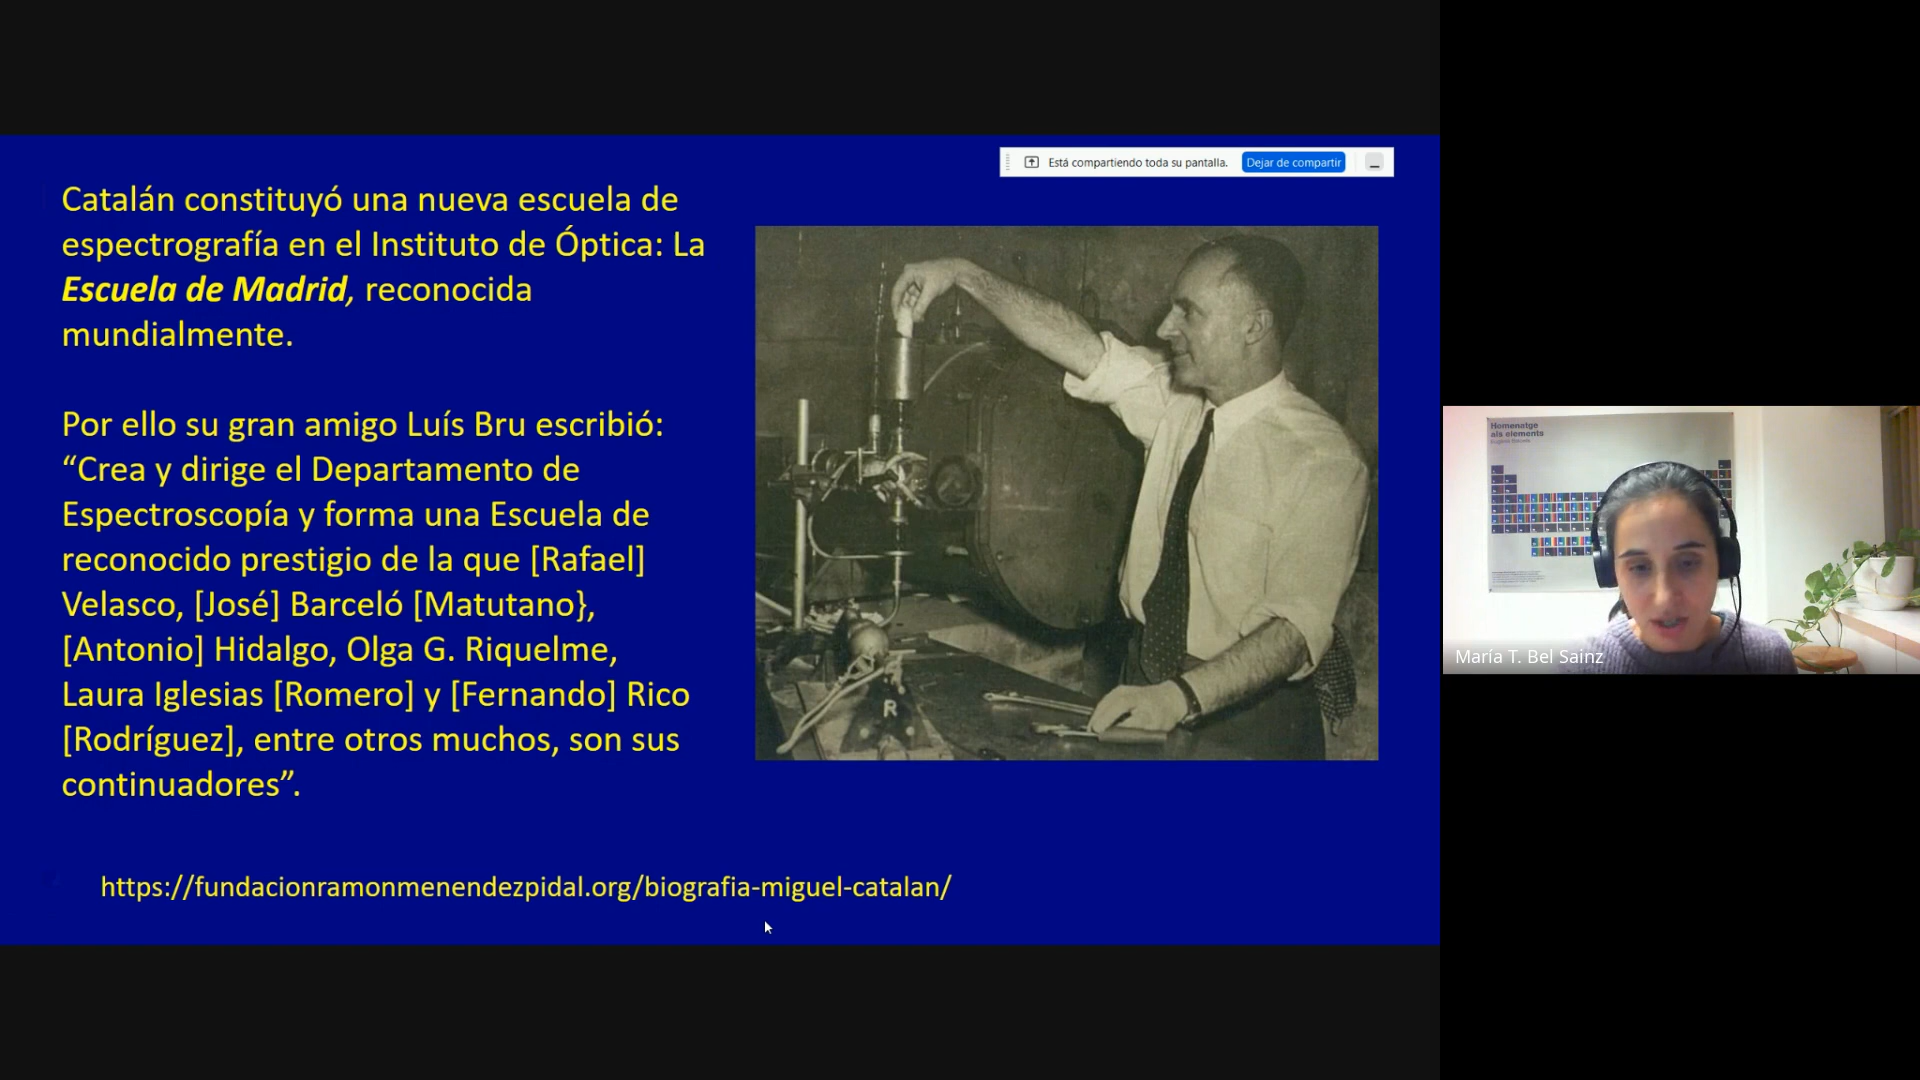 Está compartiendo toda su pantalla. Dejar de compartir
Catalán constituyó una nueva escuela de
espectrografía en el Instituto de Óptica: La
Escuela de Madrid, reconocida
mundialmente.
Por ello su gran amigo Luís Bru escribió:
“Crea y dirige el Departamento de
Espectroscopía y forma una Escuela de
reconocido prestigio de la que [Rafael]
Velasco, [José] Barceló [Matutano},
[Antonio] Hidalgo, Olga G. Riquelme,
Laura Iglesias [Romero] y [Fernando] Rico
[Rodríguez], entre otros muchos, son sus
continuadores”.
R
https://fundacionramonmenendezpidal.org/biografia-miguel-catalan/
Homenatge
als elements
María T. Bel Sainz